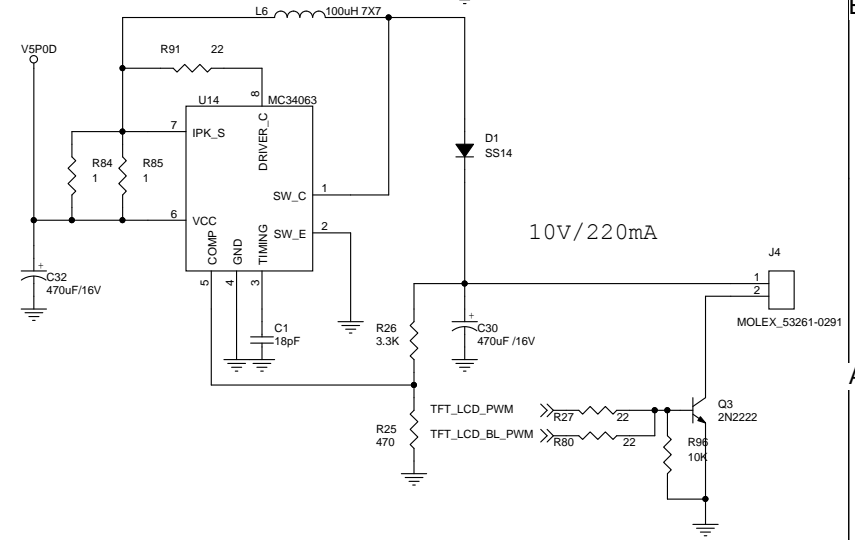 B
L6 100uH 7X7
V5P0D
R91 22
8
U14 MC34063
7 IPK_S
DRIVER_C
D1
SS14
R84
1
R85
1
SW_C 1
6 VCC
SW_E 2
COMP
GND
TIMING
10V/220mA
J4
5
4
3
+
C32
470uF/16V
1
2
C1
18pF
R26
3.3K
+
C30
470uF /16V
MOLEX_53261-0291
A
TFT_LCD_PWM
R27 22
Q3
2N2222
R25
470
TFT_LCD_BL_PWM
R80 22
R96
10K